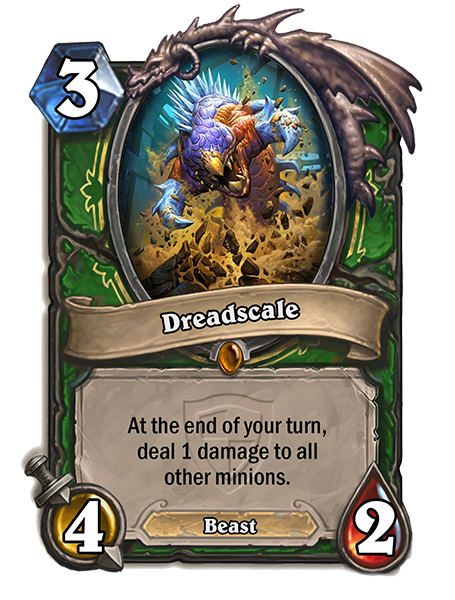 3
Dreadscale
At the end of your turn,
deal 1 damage to all
other minions.
Beast
4
2